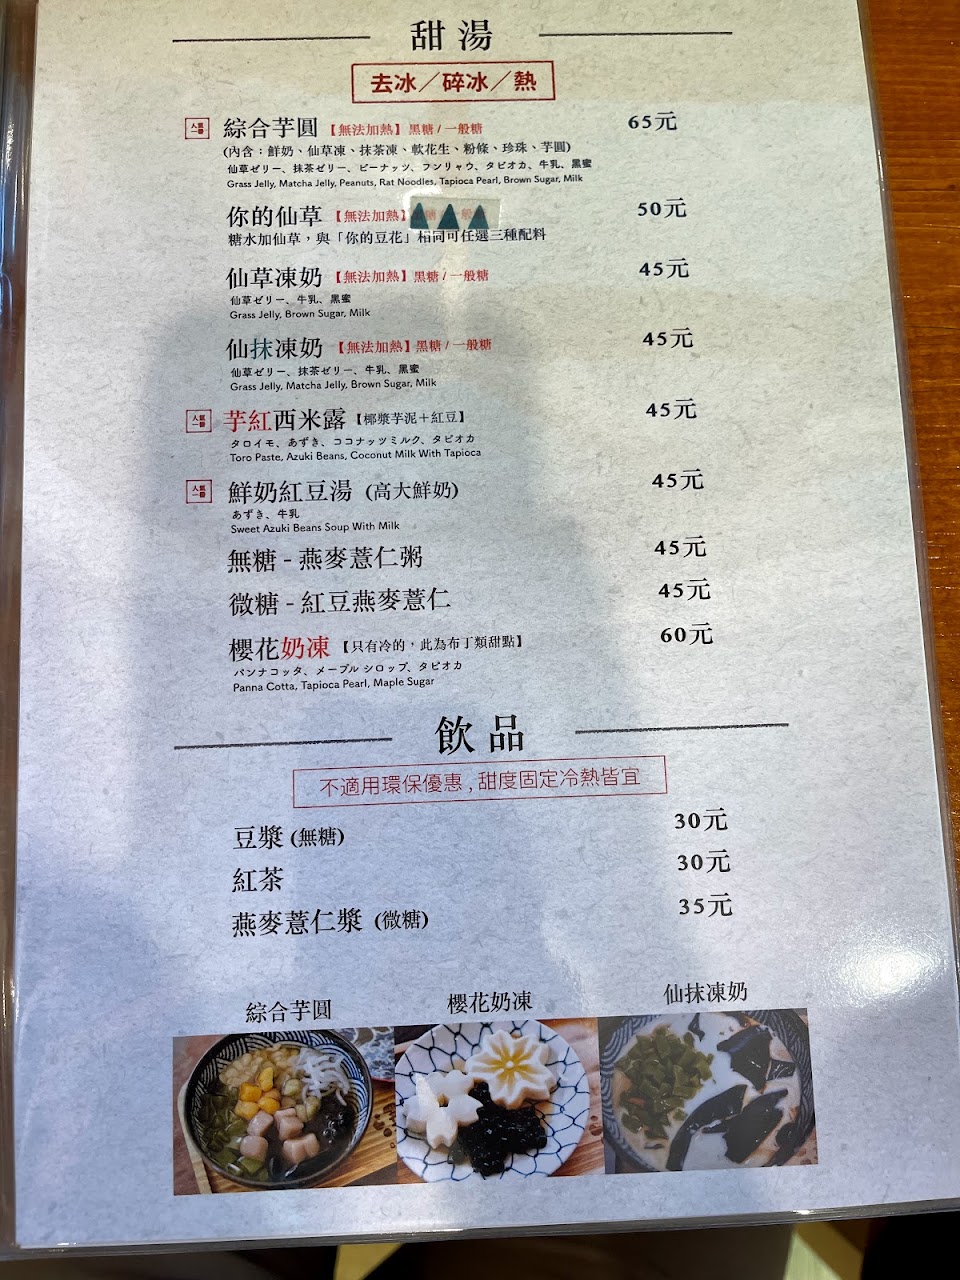 甜湯
去冰／碎冰／熱
人氣一番 綜合芋圓 【無法加熱】黑糖 / 一般糖 65元
(內含：鮮奶、仙草凍、抹茶凍、軟花生、粉條、珍珠、芋圓)
仙草ゼリー、抹茶ゼリー、ピーナッツ、フンリャウ、タピオカ、牛乳、黑蜜
Grass Jelly, Matcha Jelly, Peanuts, Rat Noodles, Tapioca Pearl, Brown Sugar, Milk
你的仙草 【無法加熱】 50元
糖水加仙草，與「你的豆花」相同可任選三種配料
仙草凍奶 【無法加熱】黑糖 / 一般糖 45元
仙草ゼリー、牛乳、黑蜜
Grass Jelly, Brown Sugar, Milk
仙抹凍奶 【無法加熱】黑糖 / 一般糖 45元
仙草ゼリー、抹茶ゼリー、牛乳、黑蜜
Grass Jelly, Matcha Jelly, Brown Sugar, Milk
人氣一番 芋紅西米露【椰漿芋泥＋紅豆】 45元
タロイモ、あずき、ココナッツミルク、タピオカ
Toro Paste, Azuki Beans, Coconut Milk With Tapioca
人氣一番 鮮奶紅豆湯 (高大鮮奶) 45元
あずき、牛乳
Sweet Azuki Beans Soup With Milk
無糖 - 燕麥薏仁粥 45元
微糖 - 紅豆燕麥薏仁 45元
櫻花奶凍 【只有冷的，此為布丁類甜點】 60元
パンナコッタ、メープル シロップ、タピオカ
Panna Cotta, Tapioca Pearl, Maple Sugar
飲品
不適用環保優惠 , 甜度固定冷熱皆宜
豆漿 (無糖) 30元
紅茶 30元
燕麥薏仁漿 (微糖) 35元
綜合芋圓 櫻花奶凍 仙抹凍奶